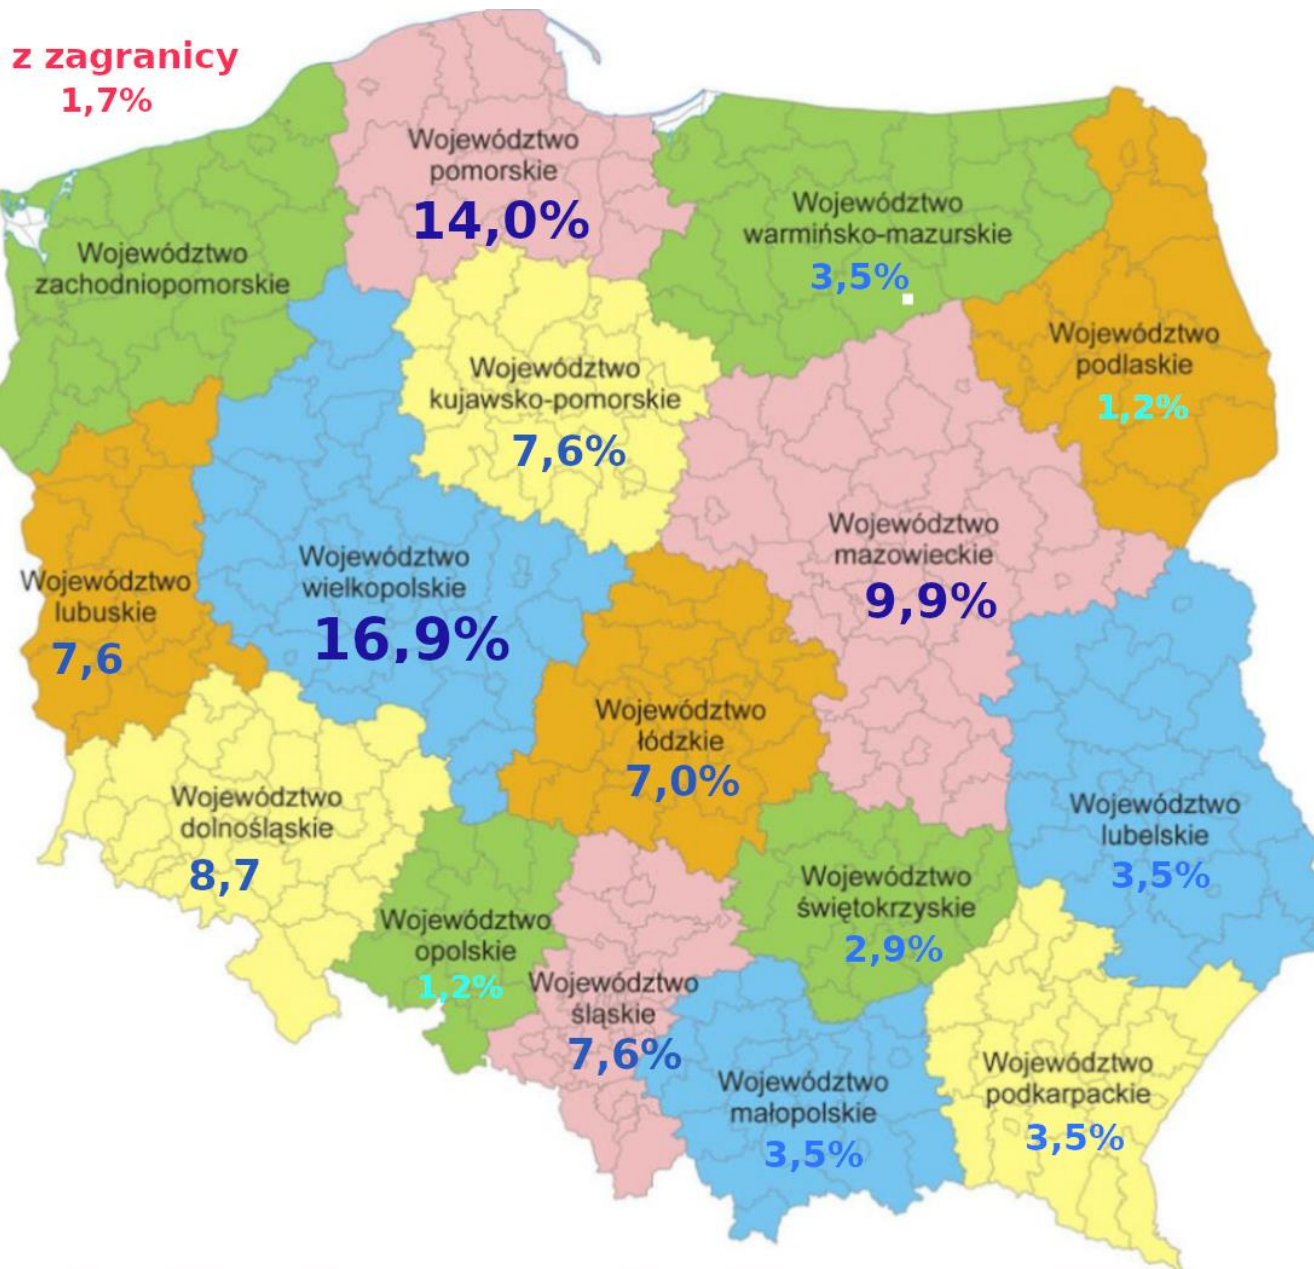 z zagranicy
1,7%
Województwo
pomorskie
14,0%
Województwo
warmińsko-mazurskie
3,5%
Województwo
zachodniopomorskie
Województwo
podlaskie
1,2%
Województwo
kujawsko-pomorskie
7,6%
Województwo
mazowieckie
9,9%
Województwo
wielkopolskie
16,9%
Województwo
lubuskie
7,6
Województwo
łódzkie
7,0%
Województwo
dolnośląskie
8,7
Województwo
lubelskie
3,5%
Województwo
świętokrzyskie
2,9%
Województwo
opolskie
1,2%
Województwo
śląskie
7,6%
Województwo
małopolskie
3,5%
Województwo
podkarpackie
3,5%